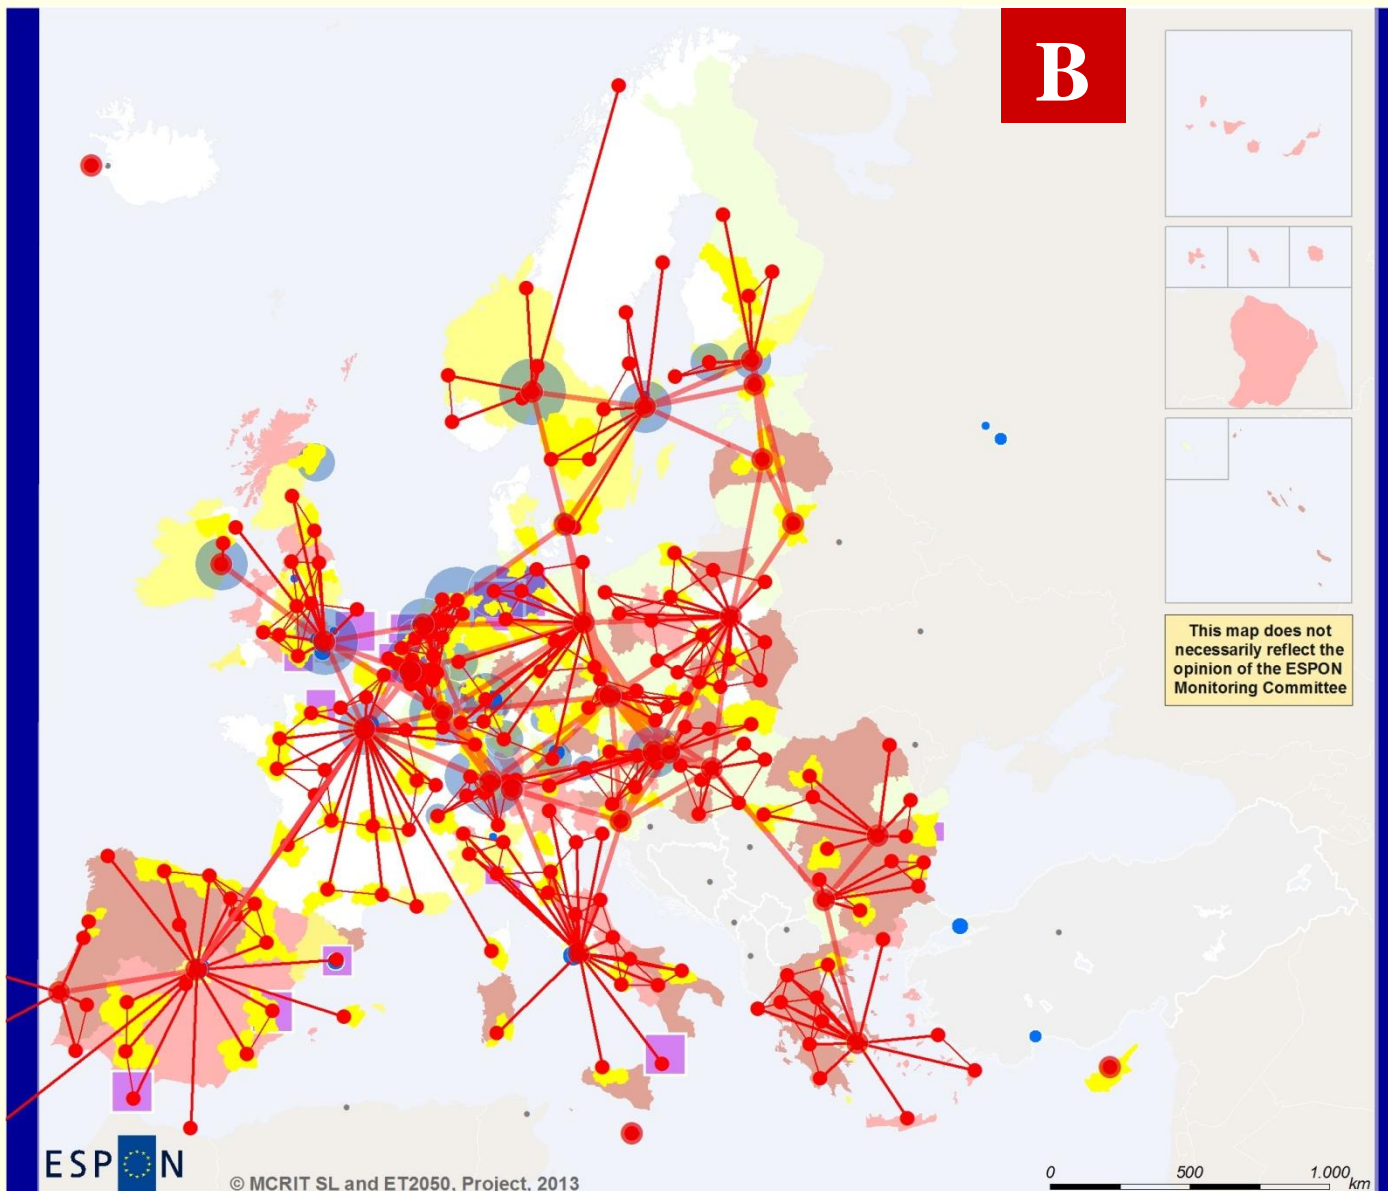 B
This map does not
necessarily reflect the
opinion of the ESPON
Monitoring Committee
ESPON
© MCRIT SL and ET2050, Project, 2013
0 500 1.000
km